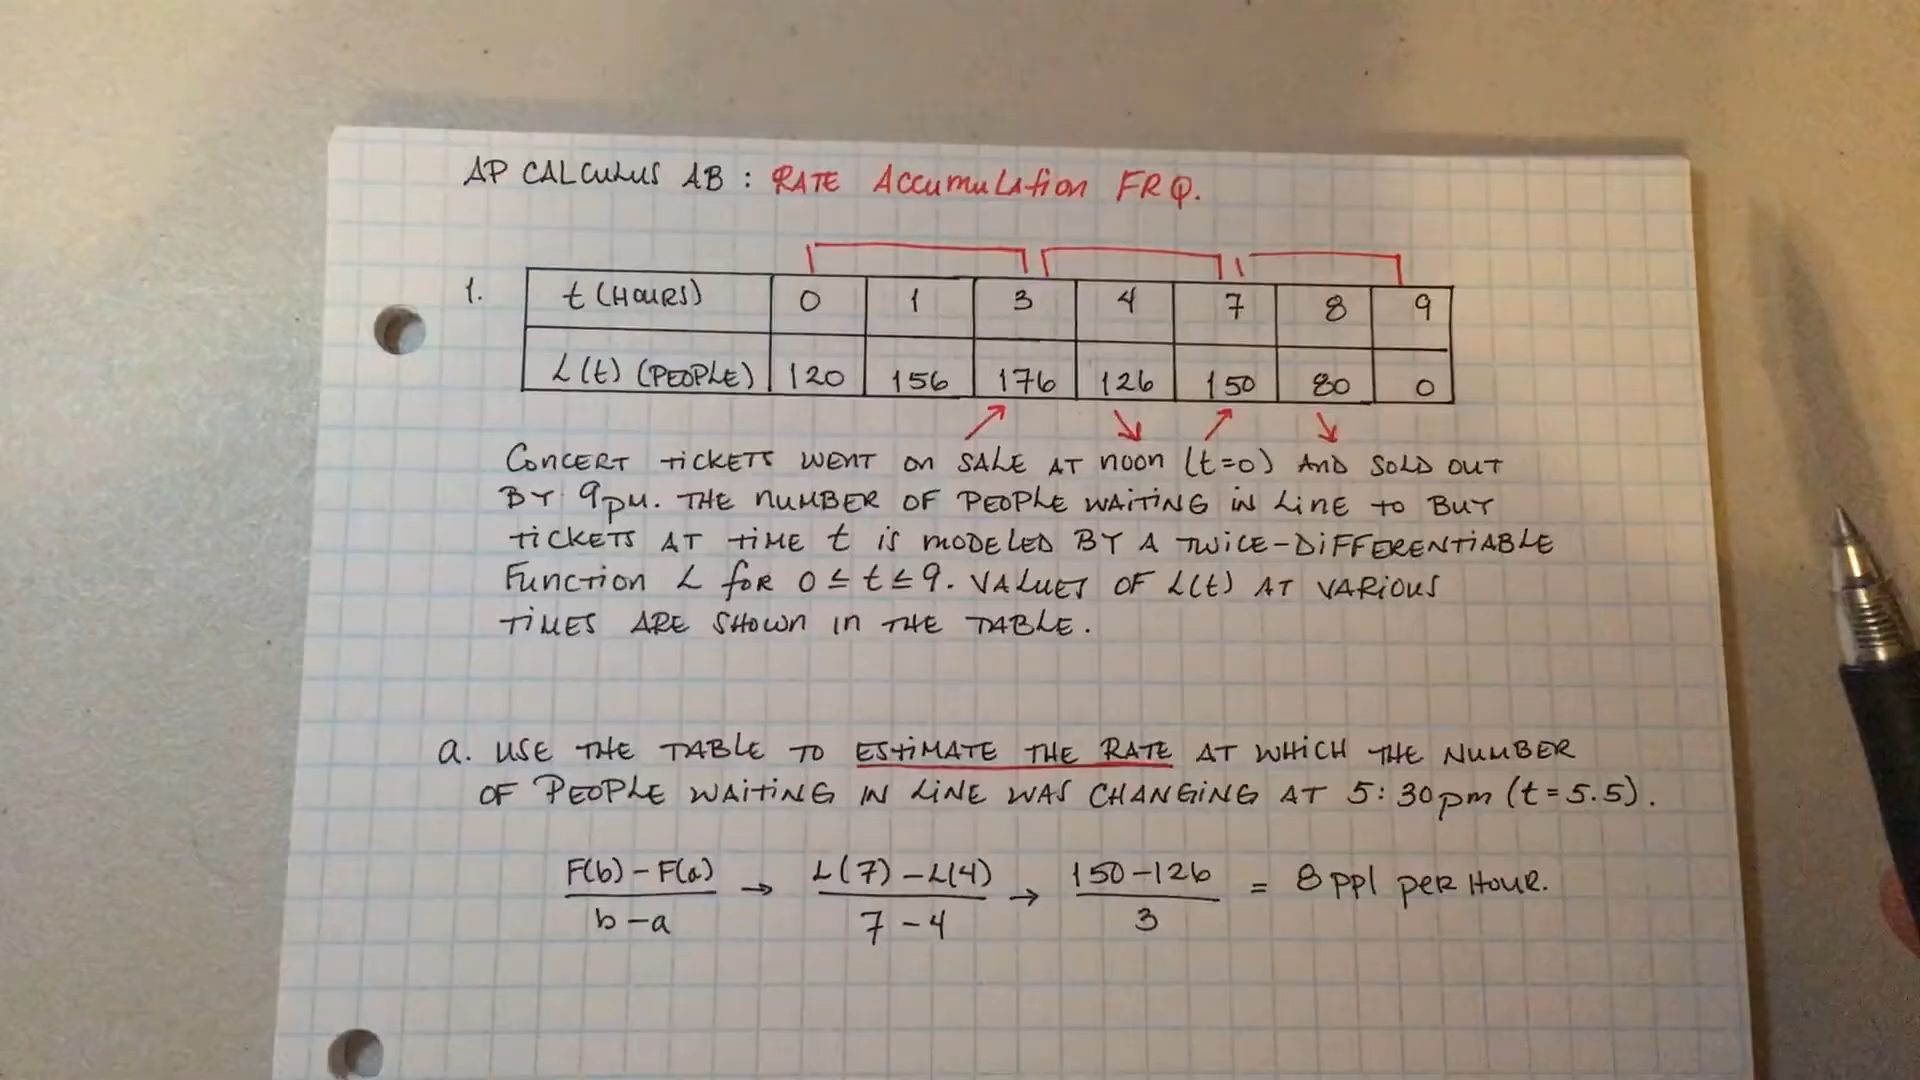 AP CALCULUS AB: RATE ACCUMULATION FRQ.
1. t (HOURS) 0 1 3 4 7 8 9
L(t) (PEOPLE) 120 156 176 126 150 80 0
CONCERT TICKETS WENT ON SALE AT NOON (t=0) AND SOLD OUT
BY 9pm. THE NUMBER OF PEOPLE WAITING IN LINE TO BUY
TICKETS AT TIME t IS MODELED BY A TWICE-DIFFERENTIABLE
FUNCTION L FOR 0 ≤ t ≤ 9. VALUES OF L(t) AT VARIOUS
TIMES ARE SHOWN IN THE TABLE.
a. USE THE TABLE TO ESTIMATE THE RATE AT WHICH THE NUMBER
OF PEOPLE WAITING IN LINE WAS CHANGING AT 5:30pm (t=5.5).
F(b)-F(a) / b-a → L(7)-L(4) / 7-4 → 150-126 / 3 = 8 ppl per HOUR.